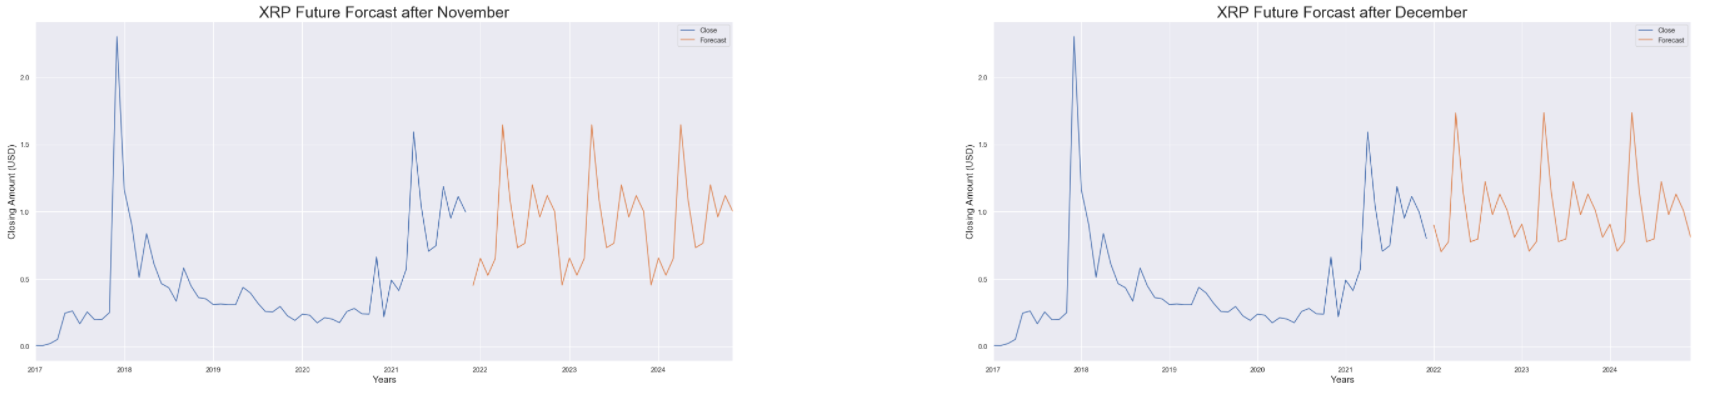 XRP Future Forcast after November
Close
Forecast
2.0
1.5
1.0
0.5
0.0
Closing Amount (USD)
2017 2018 2019 2020 2021 2022 2023 2024
Years
XRP Future Forcast after December
Close
Forecast
2.0
1.5
1.0
0.5
0.0
Closing Amount (USD)
2017 2018 2019 2020 2021 2022 2023 2024
Years